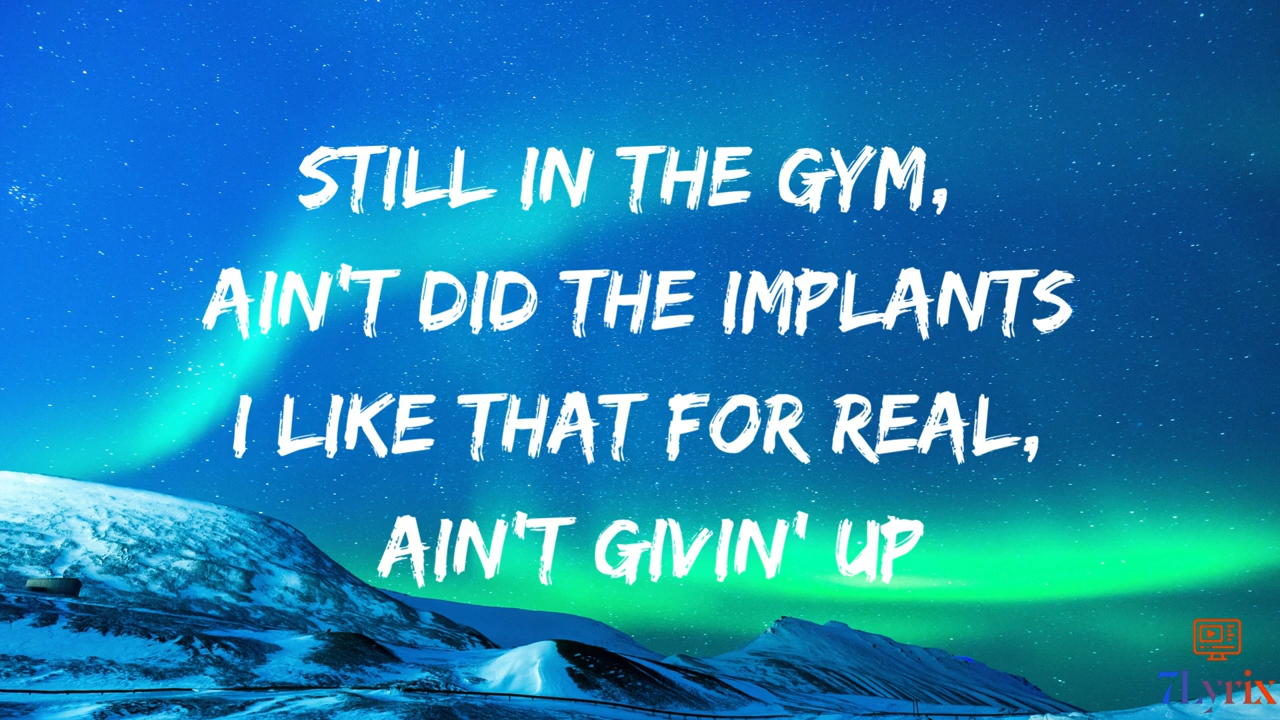 STILL IN THE GYM,
AIN'T DID THE IMPLANTS
I LIKE THAT FOR REAL,
AIN'T GIVIN' UP
7Lyrix